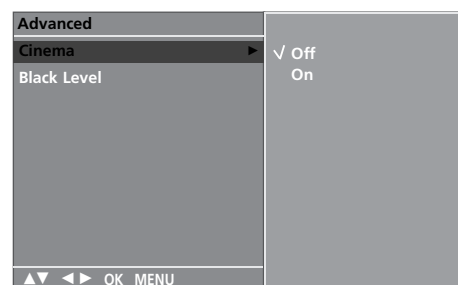 Advanced
Cinema ▶
√ Off
On
Black Level
▲▼ ◀▶ OK MENU